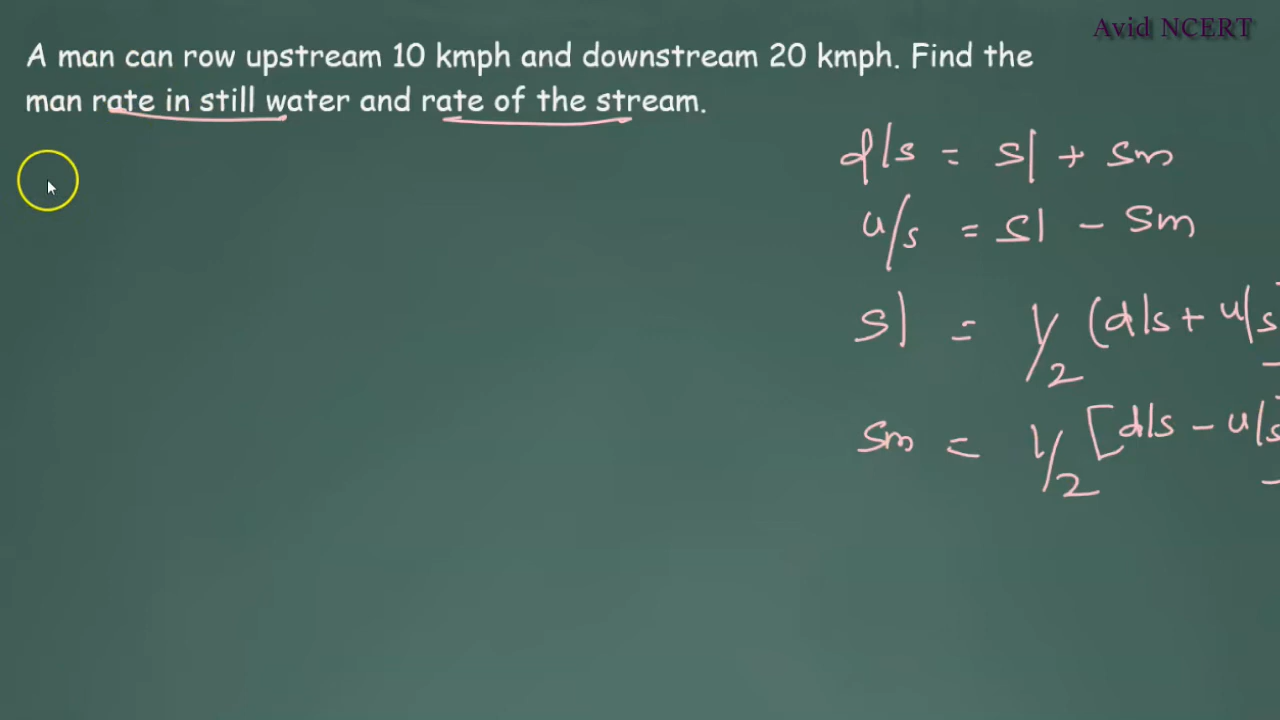 Avid NCERT
A man can row upstream 10 kmph and downstream 20 kmph. Find the
man rate in still water and rate of the stream.
d/s = sl + sm
u/s = sl - sm
sl = 1/2 (d/s + u/s
sm = 1/2 [d/s - u/s